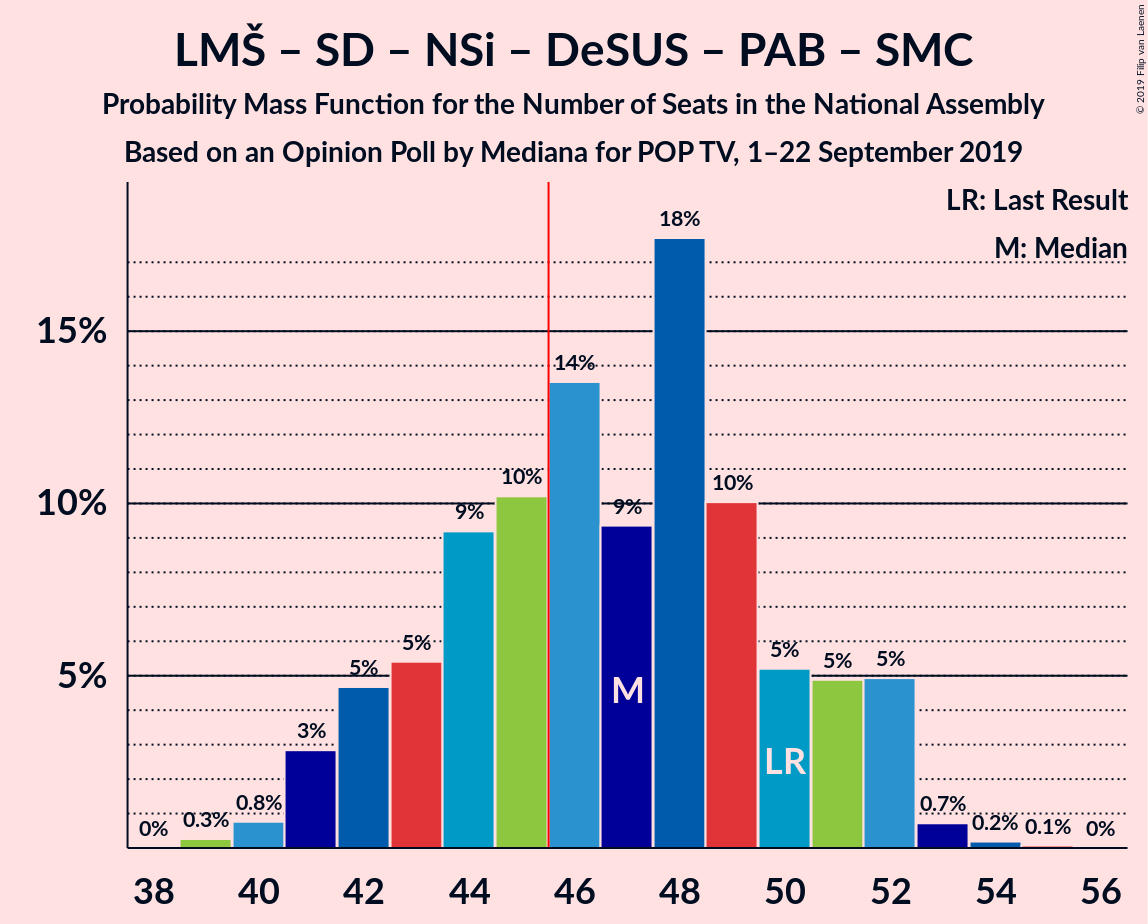 LMŠ – SD – NSi – DeSUS – PAB – SMC
Probability Mass Function for the Number of Seats in the National Assembly
Based on an Opinion Poll by Mediana for POP TV, 1–22 September 2019
© 2019 Filip van Laenen
LR: Last Result
M: Median
15%
10%
5%
0%
0.3%
0.8%
3%
5%
5%
9%
10%
14%
9%
18%
10%
5%
5%
5%
0.7%
0.2%
0.1%
0%
M
LR
38 40 42 44 46 48 50 52 54 56